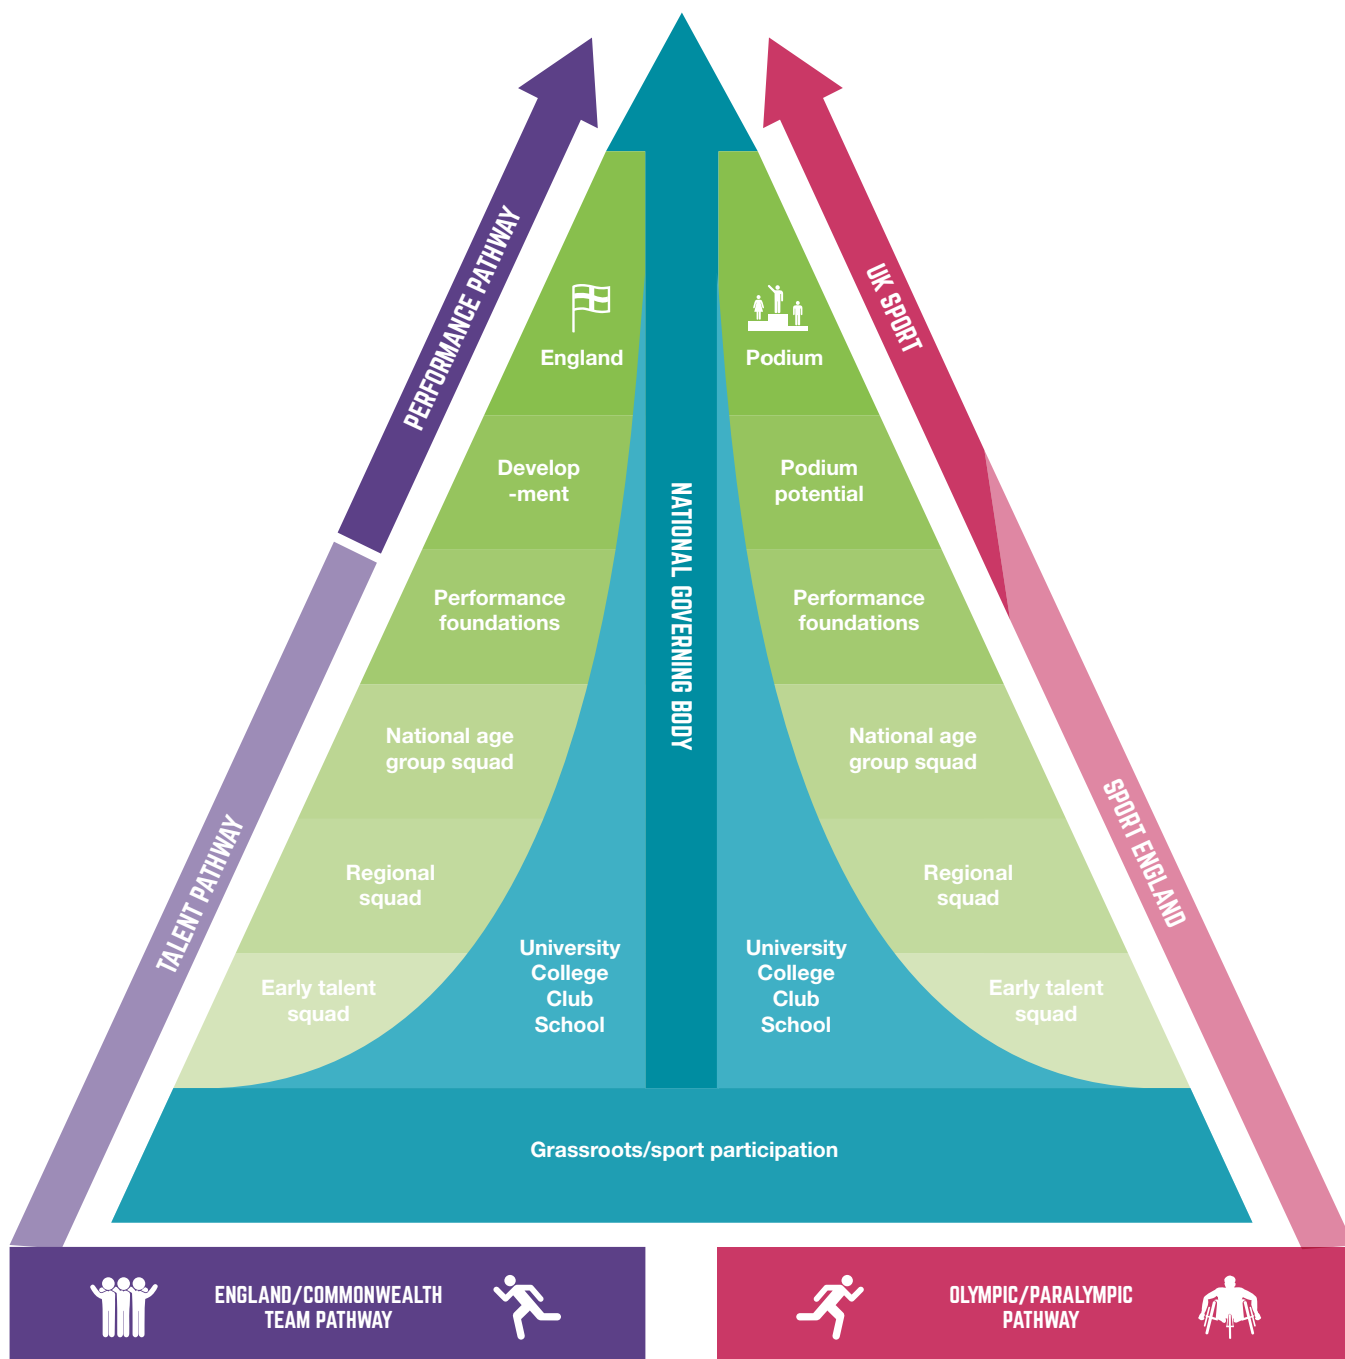 PERFORMANCE PATHWAY
TALENT PATHWAY
England
Develop
-ment
Performance
foundations
National age
group squad
Regional
squad
Early talent
squad
University
College
Club
School
NATIONAL GOVERNING BODY
Podium
Podium
potential
Performance
foundations
National age
group squad
Regional
squad
Early talent
squad
University
College
Club
School
UK SPORT
SPORT ENGLAND
Grassroots/sport participation
ENGLAND/COMMONWEALTH
TEAM PATHWAY
OLYMPIC/PARALYMPIC
PATHWAY